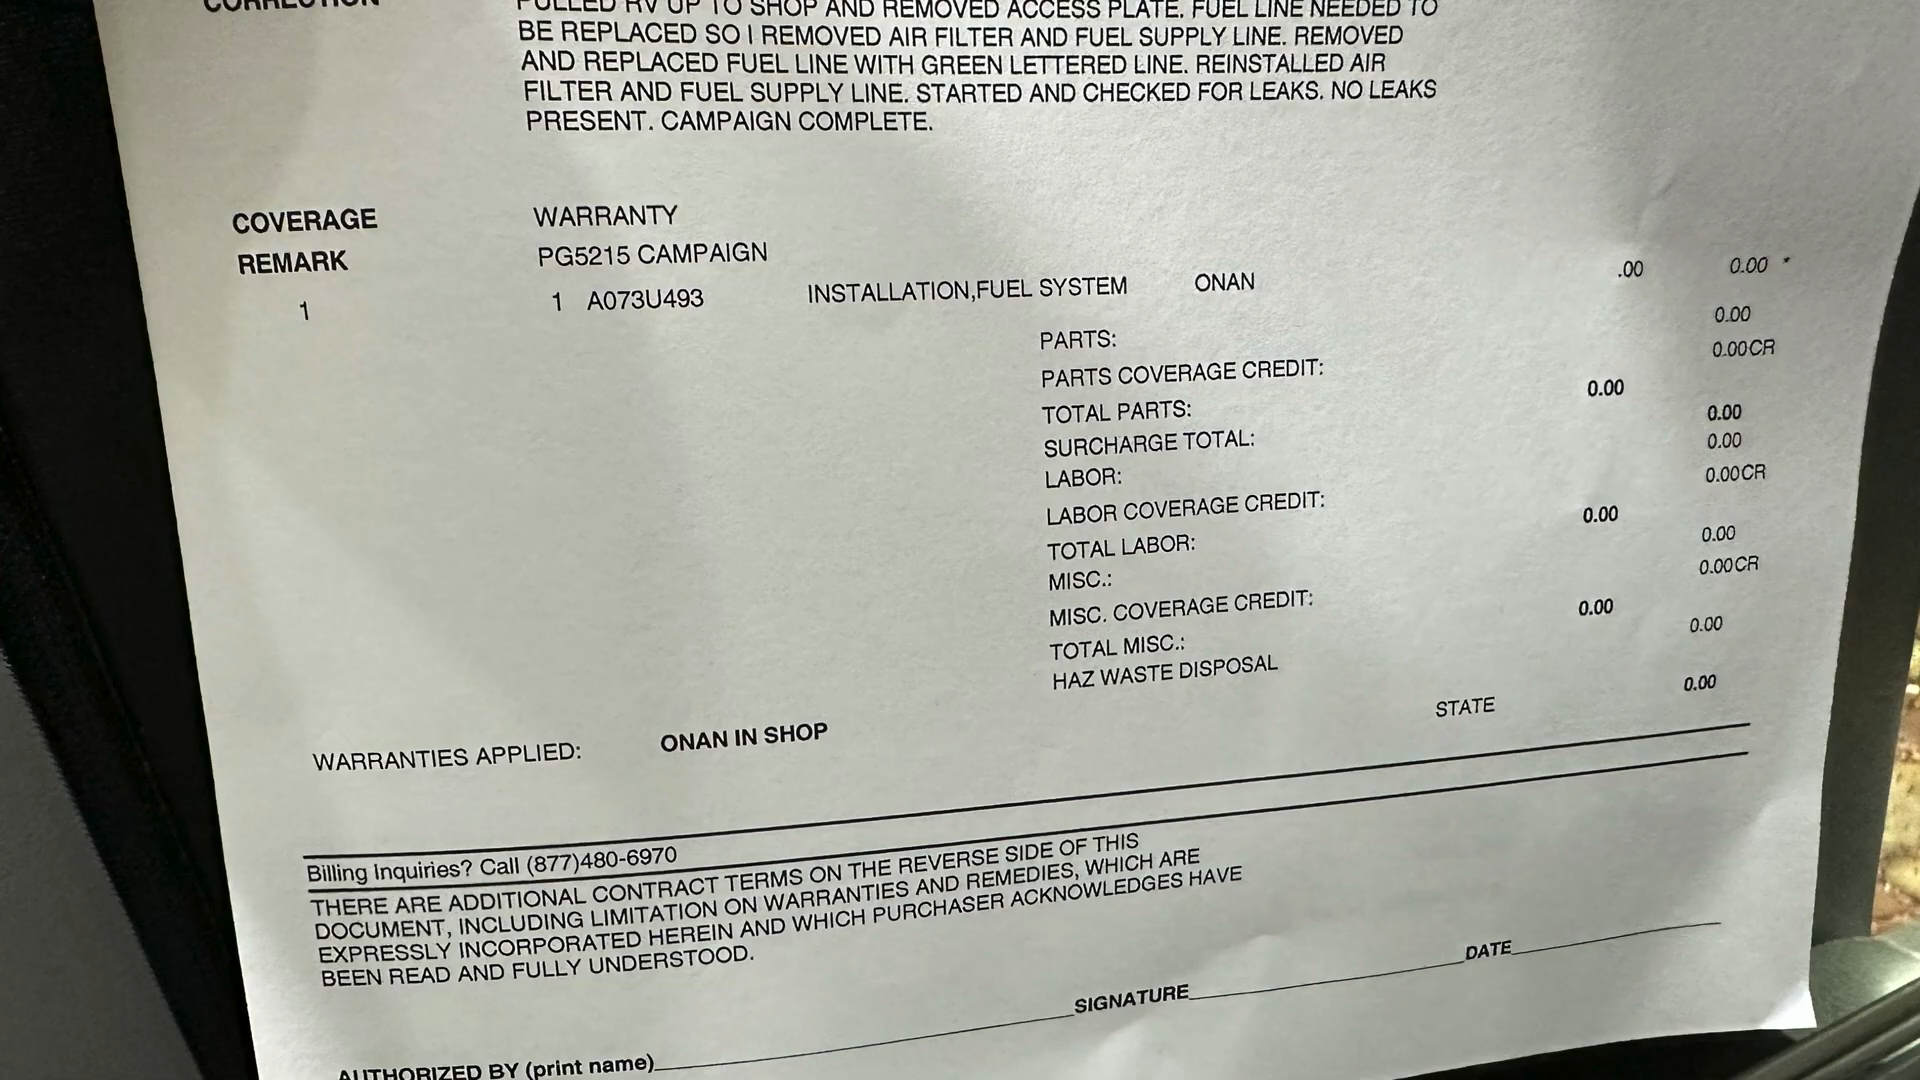 CORRECTION PULLED RV UP TO SHOP AND REMOVED ACCESS PLATE. FUEL LINE NEEDED TO
BE REPLACED SO I REMOVED AIR FILTER AND FUEL SUPPLY LINE. REMOVED
AND REPLACED FUEL LINE WITH GREEN LETTERED LINE. REINSTALLED AIR
FILTER AND FUEL SUPPLY LINE. STARTED AND CHECKED FOR LEAKS. NO LEAKS
PRESENT. CAMPAIGN COMPLETE.
COVERAGE WARRANTY
REMARK PG5215 CAMPAIGN
1 1 A073U493 INSTALLATION,FUEL SYSTEM ONAN .00 0.00 *
PARTS: 0.00
PARTS COVERAGE CREDIT: 0.00CR
TOTAL PARTS: 0.00
SURCHARGE TOTAL: 0.00
LABOR: 0.00
LABOR COVERAGE CREDIT: 0.00CR
TOTAL LABOR: 0.00
MISC.: 0.00
MISC. COVERAGE CREDIT: 0.00CR
TOTAL MISC.: 0.00
HAZ WASTE DISPOSAL 0.00
STATE 0.00
WARRANTIES APPLIED: ONAN IN SHOP
Billing Inquiries? Call (877)480-6970
THERE ARE ADDITIONAL CONTRACT TERMS ON THE REVERSE SIDE OF THIS
DOCUMENT, INCLUDING LIMITATION ON WARRANTIES AND REMEDIES, WHICH ARE
EXPRESSLY INCORPORATED HEREIN AND WHICH PURCHASER ACKNOWLEDGES HAVE
BEEN READ AND FULLY UNDERSTOOD.
AUTHORIZED BY (print name) SIGNATURE DATE